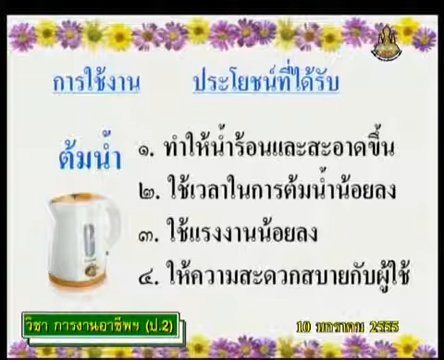 การใช้งาน ประโยชน์ที่ได้รับ
ต้มน้ำ ๑. ทำให้น้ำร้อนและสะอาดขึ้น
๒. ใช้เวลาในการต้มน้ำน้อยลง
๓. ใช้แรงงานน้อยลง
๔. ให้ความสะดวกสบายกับผู้ใช้
วิชา การงานอาชีพฯ (ป.2) 10 มกราคม 2555